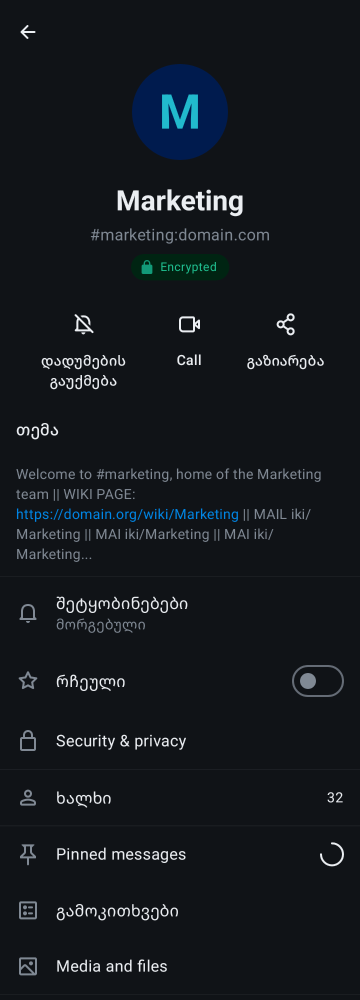 M
Marketing
#marketing:domain.com
Encrypted
დადუმების
გაუქმება
Call
გაზიარება
თემა
Welcome to #marketing, home of the Marketing
team || WIKI PAGE:
https://domain.org/wiki/Marketing || MAIL iki/
Marketing || MAI iki/Marketing || MAI iki/
Marketing...
შეტყობინებები
მორგებული
რჩეული
Security & privacy
ხალხი 32
Pinned messages
გამოკითხვები
Media and files